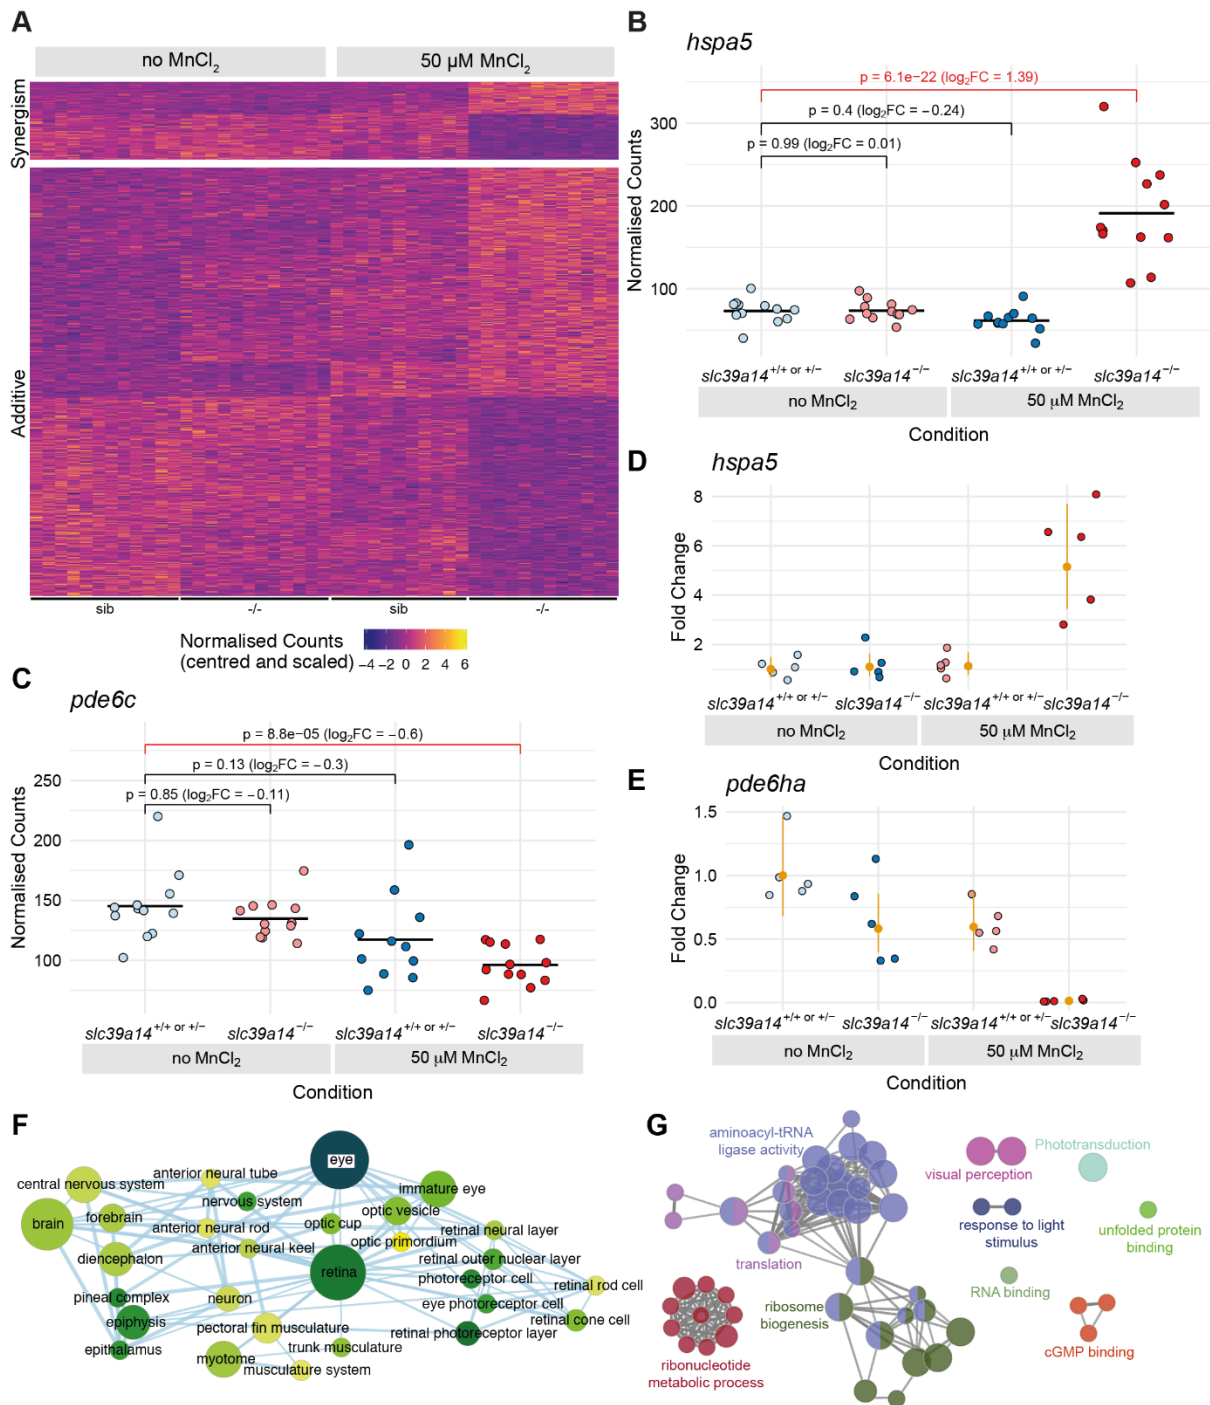 A
no MnCl2
50 µM MnCl2
Synergism
Additive
sib
-/-
sib
-/-
Normalised Counts
(centred and scaled)
−4 −2 0 2 4 6
B
hspa5
p = 6.1e−22 (log2FC = 1.39)
p = 0.4 (log2FC = −0.24)
p = 0.99 (log2FC = 0.01)
Normalised Counts
300
200
100
slc39a14+/+ or +/−
slc39a14−/−
slc39a14+/+ or +/−
slc39a14−/−
no MnCl2
50 µM MnCl2
Condition
C
pde6c
p = 8.8e−05 (log2FC = −0.6)
p = 0.13 (log2FC = −0.3)
p = 0.85 (log2FC = −0.11)
Normalised Counts
250
200
150
100
slc39a14+/+ or +/−
slc39a14−/−
slc39a14+/+ or +/−
slc39a14−/−
no MnCl2
50 µM MnCl2
Condition
D
hspa5
Fold Change
8
6
4
2
slc39a14+/+ or +/−
slc39a14−/−
slc39a14+/+ or +/−
slc39a14−/−
no MnCl2
50 µM MnCl2
Condition
E
pde6ha
Fold Change
1.5
1.0
0.5
0.0
slc39a14+/+ or +/−
slc39a14−/−
slc39a14+/+ or +/−
slc39a14−/−
no MnCl2
50 µM MnCl2
Condition
F
eye
anterior neural tube
central nervous system
immature eye
nervous system
optic vesicle
forebrain
brain
optic cup
anterior neural rod
retinal neural layer
optic primordium
anterior neural keel
diencephalon
retinal outer nuclear layer
retina
photoreceptor cell
retinal rod cell
pineal complex
neuron
eye photoreceptor cell
epiphysis
retinal cone cell
pectoral fin musculature
retinal photoreceptor layer
epithalamus
trunk musculature
myotome
musculature system
G
aminoacyl-tRNA
ligase activity
Phototransduction
visual perception
response to light
stimulus
unfolded protein
binding
translation
RNA binding
ribosome
biogenesis
cGMP binding
ribonucleotide
metabolic process